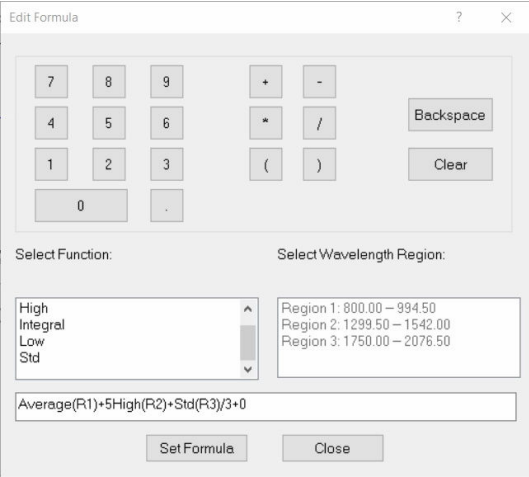 Edit Formula ? ×
7 8 9 + -
4 5 6 * / Backspace
1 2 3 ( ) Clear
0 .
Select Function: Select Wavelength Region:
High Region 1: 800.00 – 994.50
Integral Region 2: 1299.50 – 1542.00
Low Region 3: 1750.00 – 2076.50
Std
Average(R1)+5High(R2)+Std(R3)/3+0
Set Formula Close